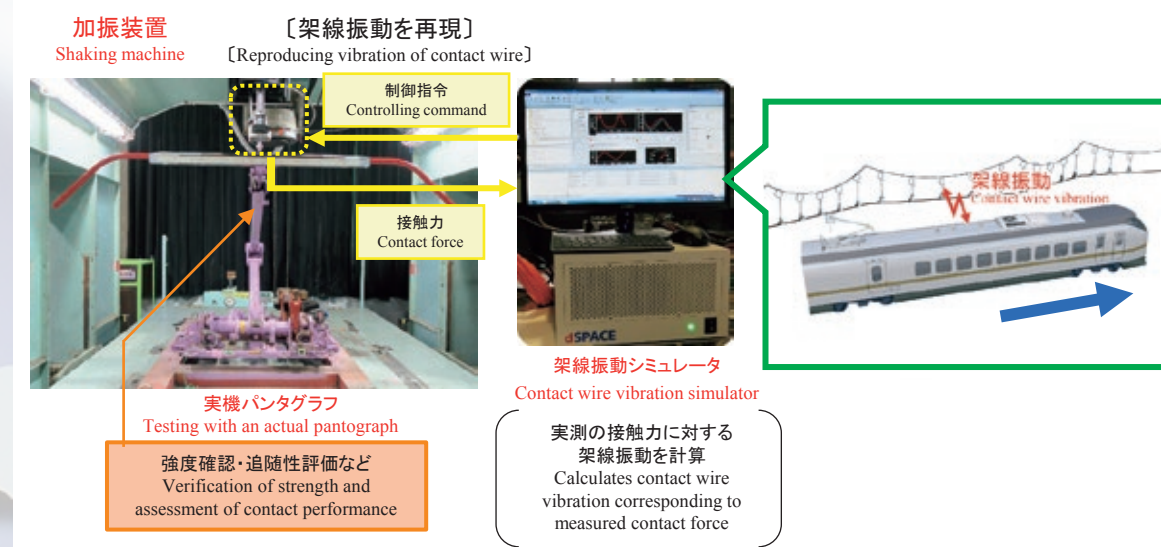 加振装置
Shaking machine
〔架線振動を再現〕
〔Reproducing vibration of contact wire〕
制御指令
Controlling command
接触力
Contact force
架線振動
Contact wire vibration
dSPACE
実機パンタグラフ
Testing with an actual pantograph
強度確認・追随性評価など
Verification of strength and
assessment of contact performance
架線振動シミュレータ
Contact wire vibration simulator
実測の接触力に対する
架線振動を計算
Calculates contact wire
vibration corresponding to
measured contact force